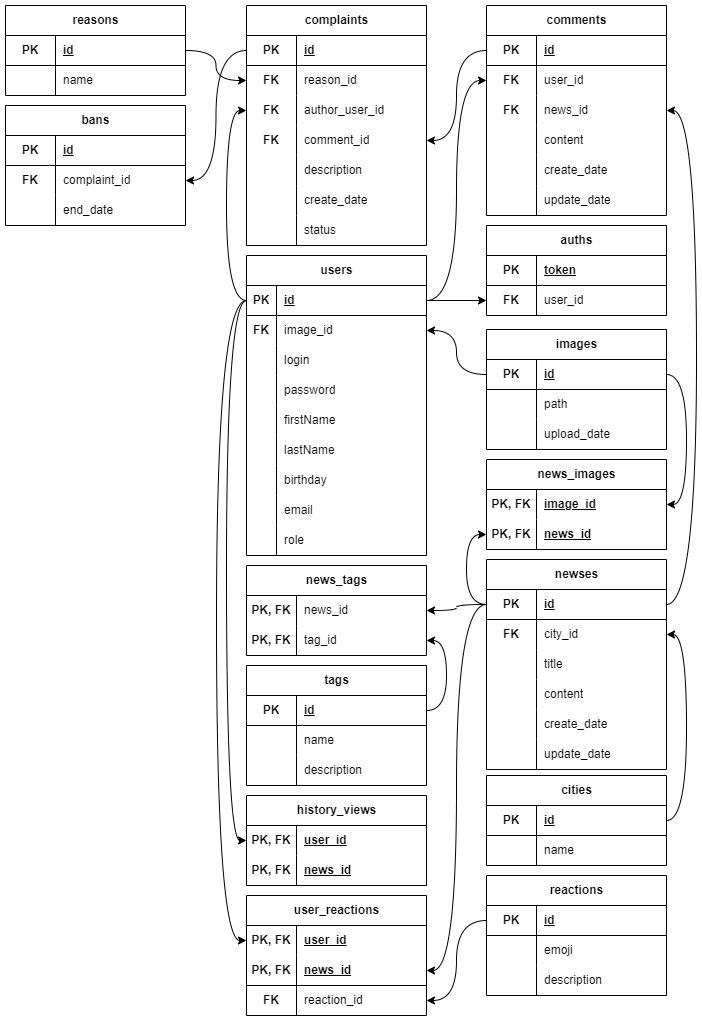 reasons
PK id
name
bans
PK id
FK complaint_id
end_date
complaints
PK id
FK reason_id
FK author_user_id
FK comment_id
description
create_date
status
users
PK id
FK image_id
login
password
firstName
lastName
birthday
email
role
news_tags
PK, FK news_id
PK, FK tag_id
tags
PK id
name
description
history_views
PK, FK user_id
PK, FK news_id
user_reactions
PK, FK user_id
PK, FK news_id
FK reaction_id
comments
PK id
FK user_id
FK news_id
content
create_date
update_date
auths
PK token
FK user_id
images
PK id
path
upload_date
news_images
PK, FK image_id
PK, FK news_id
newses
PK id
FK city_id
title
content
create_date
update_date
cities
PK id
name
reactions
PK id
emoji
description